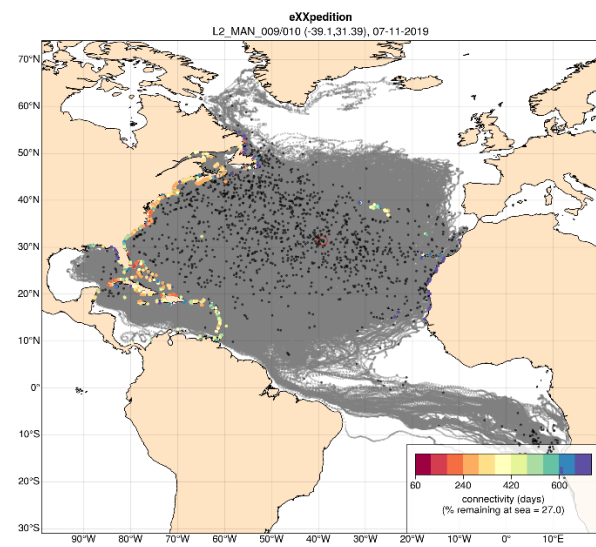 eXXpedition
L2_MAN_009/010 (-39.1,31.39), 07-11-2019
70°N
60°N
50°N
40°N
30°N
20°N
10°N
0°
10°S
20°S
30°S
60 240 420 600
connectivity (days)
(% remaining at sea = 27.0)
90°W 80°W 70°W 60°W 50°W 40°W 30°W 20°W 10°W 0° 10°E